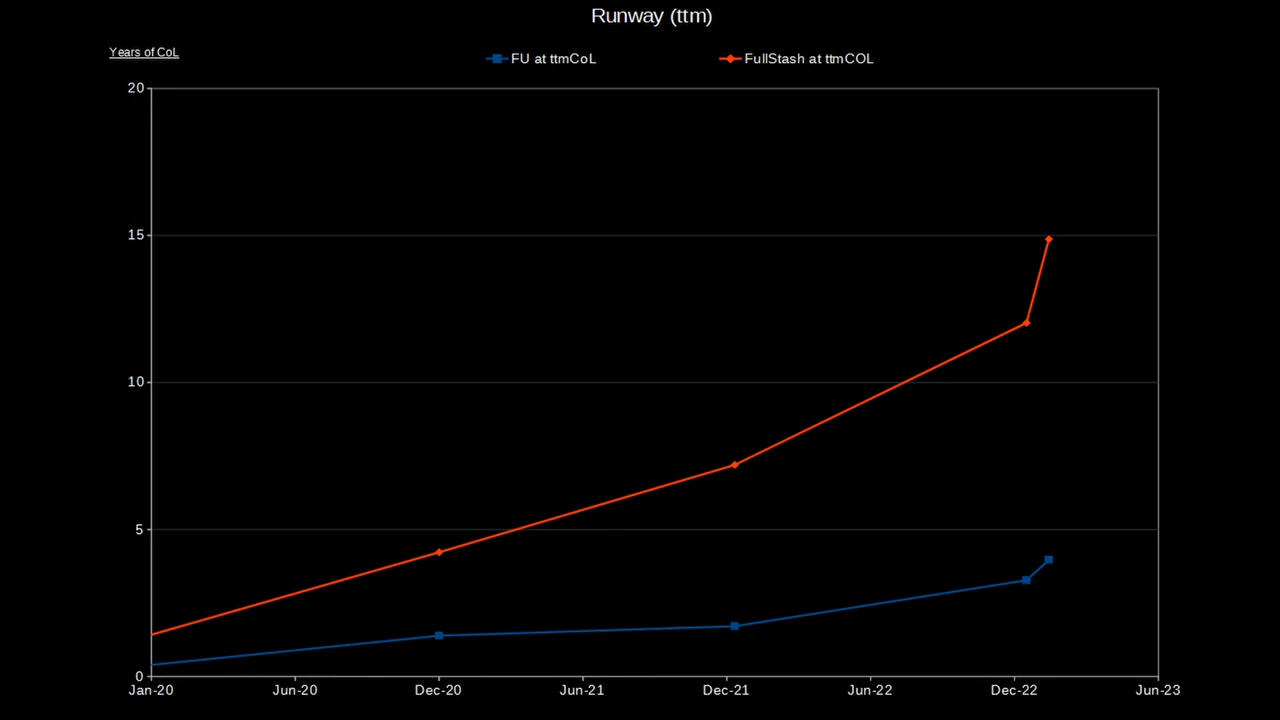 Runway (ttm)
Years of CoL
FU at ttmCoL
FullStash at ttmCOL
20
15
10
5
0
Jan-20
Jun-20
Dec-20
Jun-21
Dec-21
Jun-22
Dec-22
Jun-23